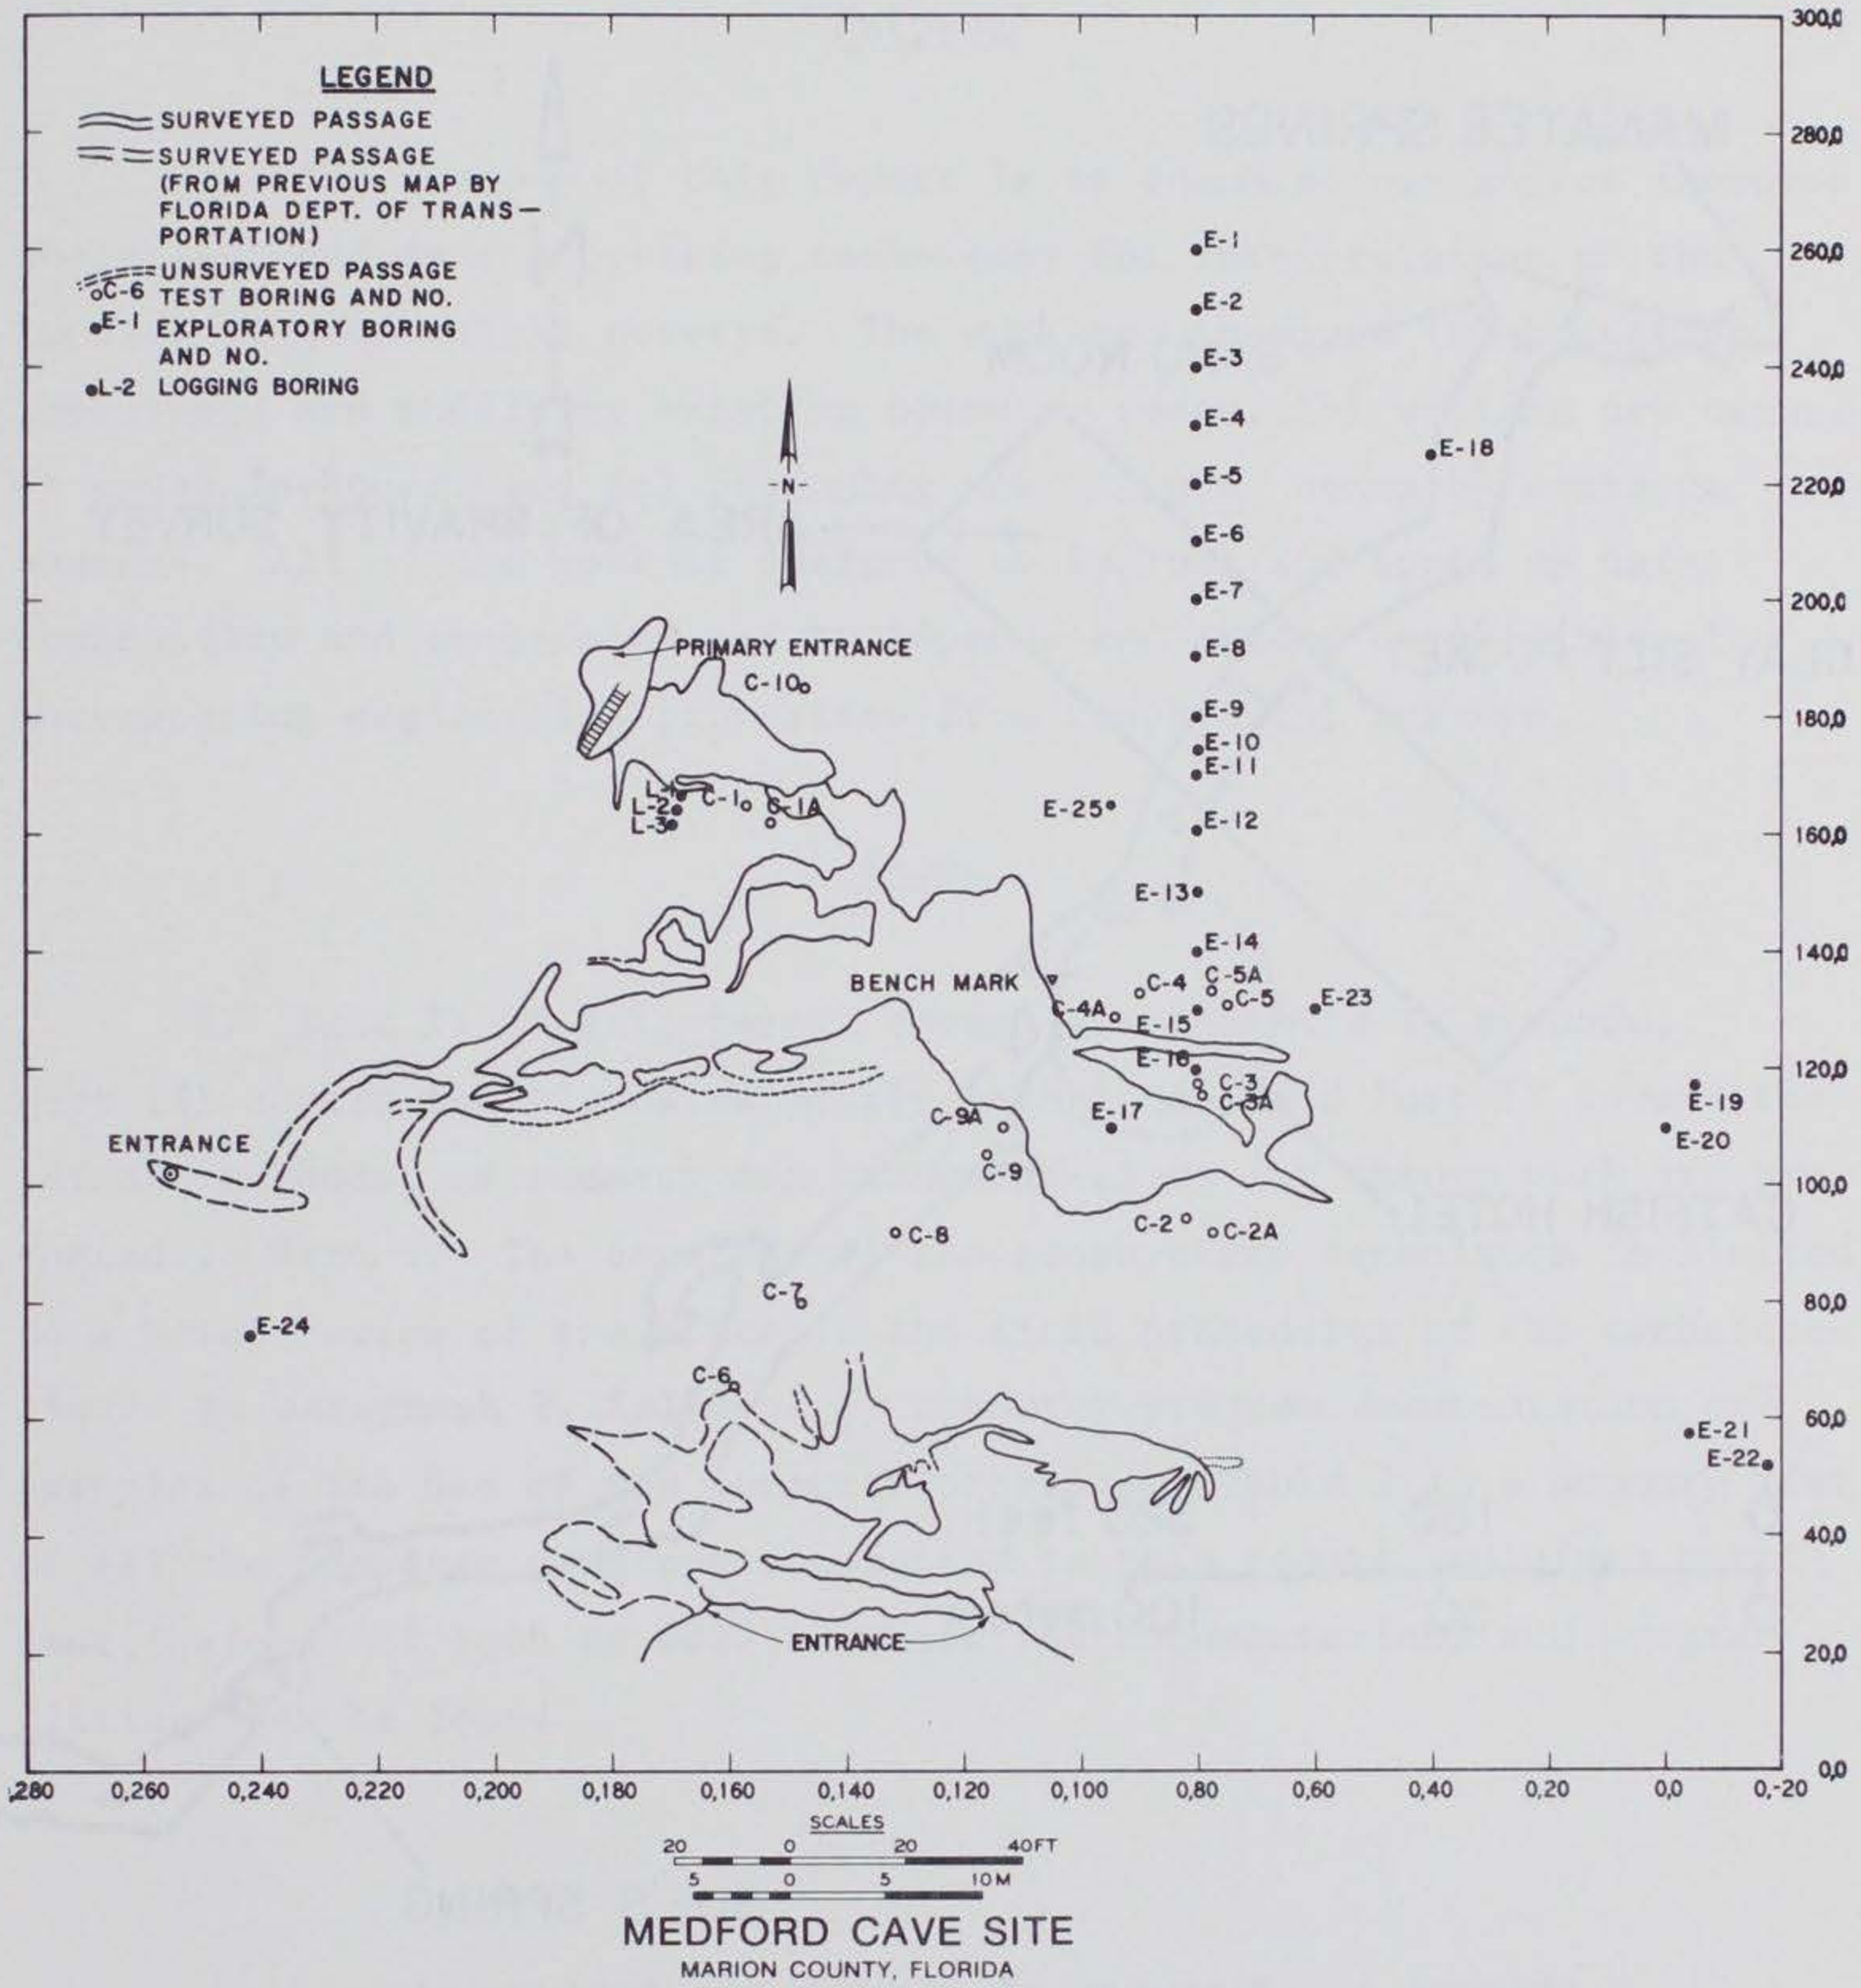 LEGEND
SURVEYED PASSAGE
SURVEYED PASSAGE
(FROM PREVIOUS MAP BY
FLORIDA DEPT. OF TRANS-
PORTATION)
UNSURVEYED PASSAGE
C-6 TEST BORING AND NO.
E-1 EXPLORATORY BORING
AND NO.
L-2 LOGGING BORING
300,0
280,0
260,0
240,0
220,0
200,0
180,0
160,0
140,0
120,0
100,0
80,0
60,0
40,0
20,0
0,0
E-1
E-2
E-3
E-4
E-18
E-5
-N-
E-6
E-7
PRIMARY ENTRANCE
E-8
C-10
E-9
E-10
E-11
L-1
C-1
C-1A
L-2
L-3
E-25
E-12
E-13
E-14
BENCH MARK
C-4
C-5A
C-5
E-23
C-4A
E-15
E-16
C-3
C-3A
E-17
C-9A
E-19
E-20
ENTRANCE
C-9
C-2
C-2A
C-8
C-7
E-24
C-6
E-21
E-22
ENTRANCE
,280
0,260
0,240
0,220
0,200
0,180
0,160
0,140
0,120
0,100
0,80
0,60
0,40
0,20
0,0
0,-20
SCALES
20 0 20 40FT
5 0 5 10M
MEDFORD CAVE SITE
MARION COUNTY, FLORIDA